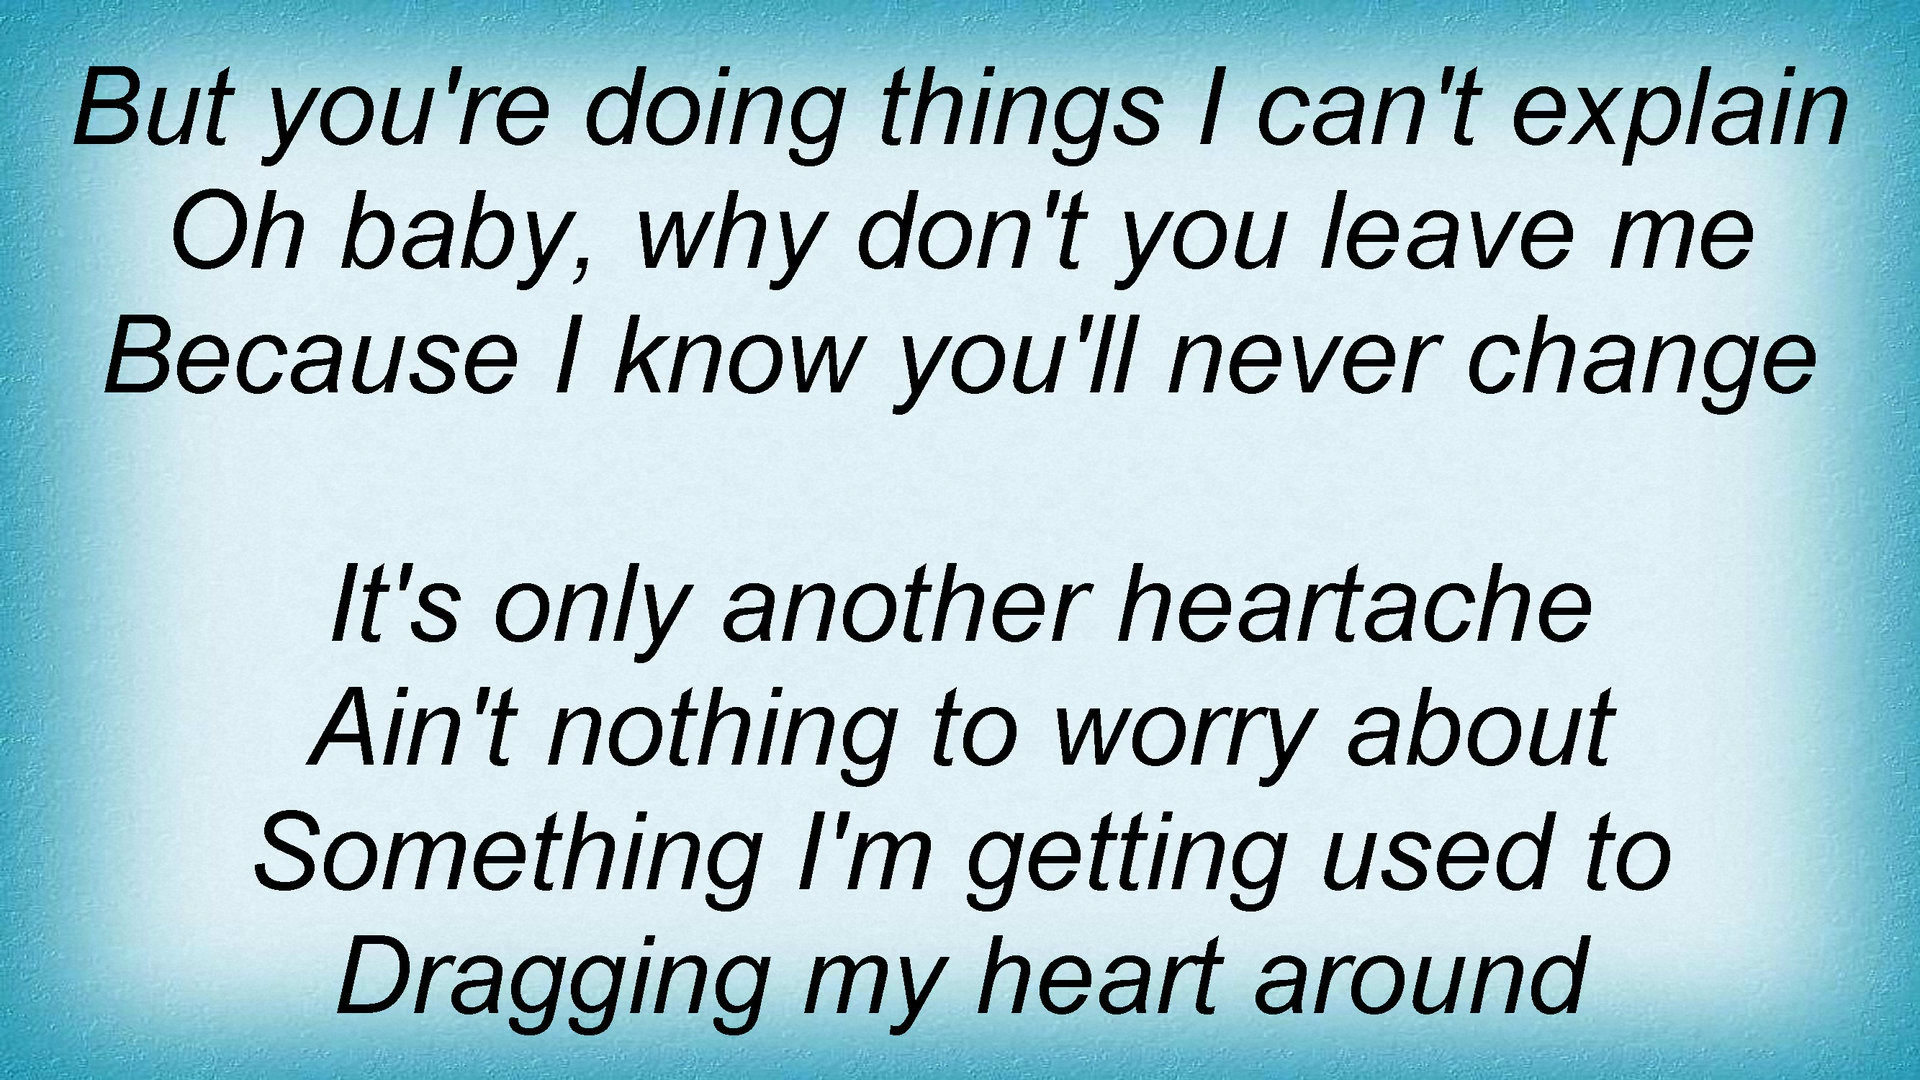 But you're doing things I can't explain
Oh baby, why don't you leave me
Because I know you'll never change
It's only another heartache
Ain't nothing to worry about
Something I'm getting used to
Dragging my heart around